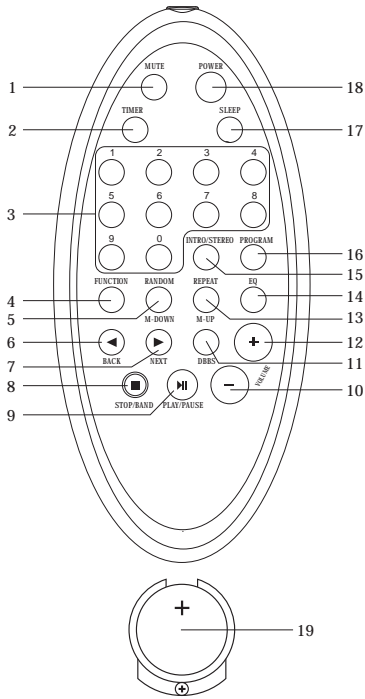 MUTE POWER
1 18
TIMER SLEEP
2 17
1 2 3 4
3
5 6 7 8
9 0 INTRO/STEREO PROGRAM
16
15
FUNCTION RANDOM REPEAT EQ
4 14
5 M-DOWN M-UP 13
6 + 12
BACK NEXT DBBS
7 11
VOLUME
8 − 10
STOP/BAND PLAY/PAUSE
9
+
19
+